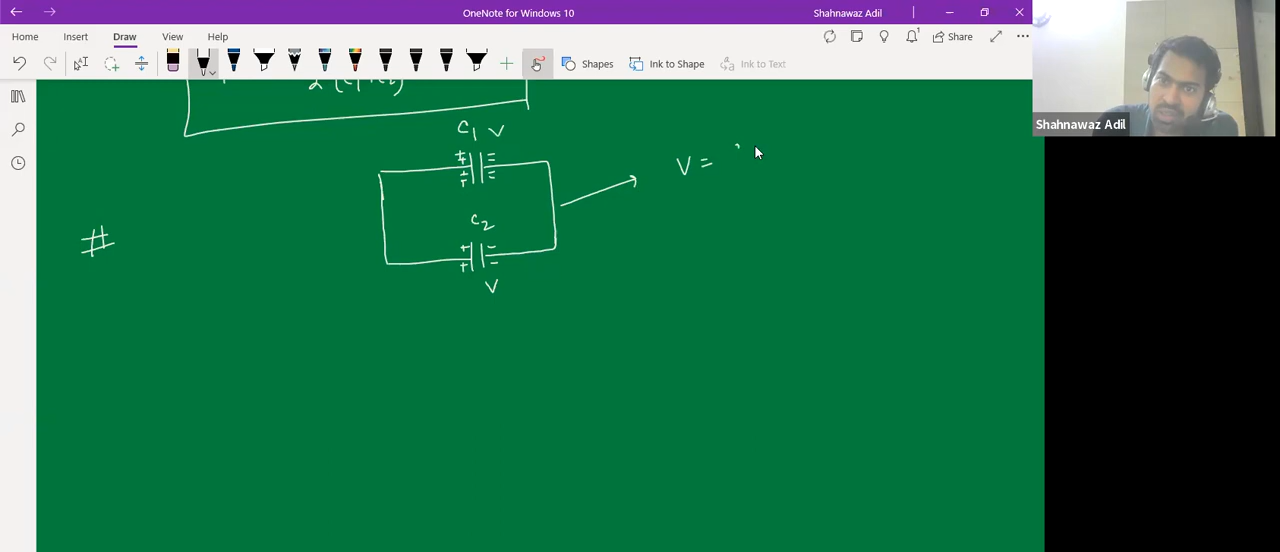 OneNote for Windows 10
Shahnawaz Adil
Home Insert Draw View Help
Share
Shapes
Ink to Shape
Ink to Text
Shahnawaz Adil
C₁ V
+ =
+ =
V =
#
C₂
+ -
+ -
V